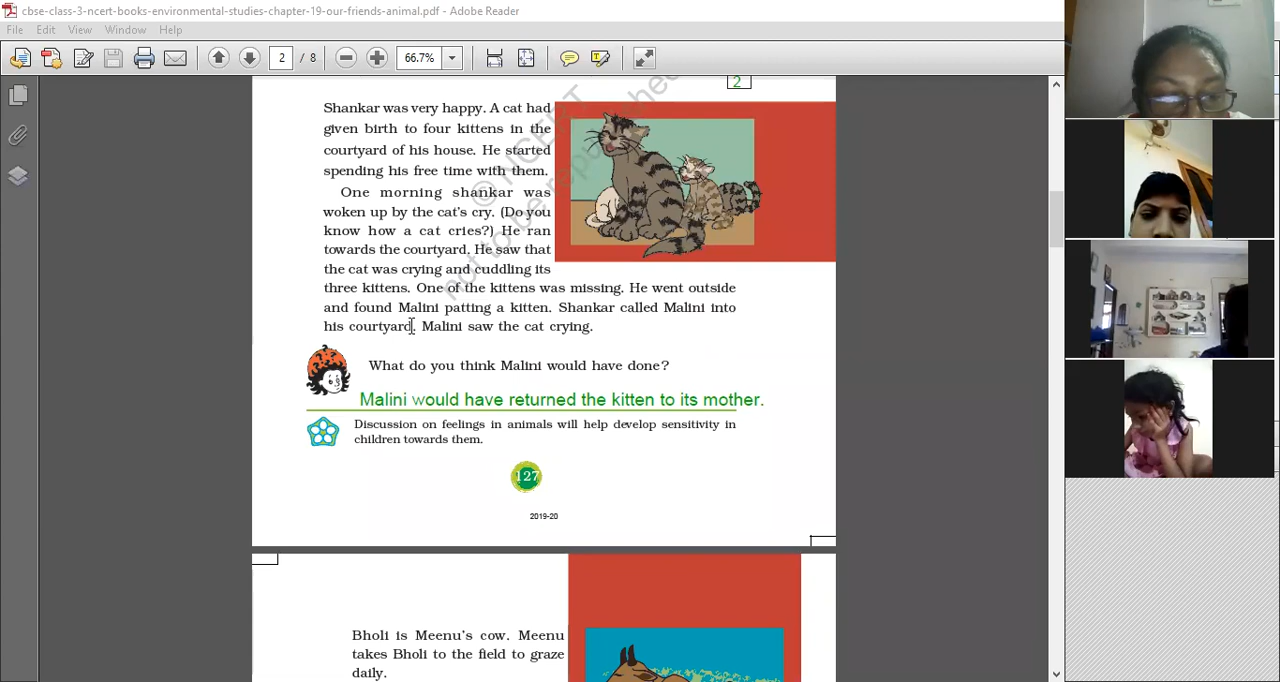 cbse-class-3-ncert-books-environmental-studies-chapter-19-our-friends-animal.pdf - Adobe Reader
File Edit View Window Help
2 / 8 66.7%
2
Shankar was very happy. A cat had
given birth to four kittens in the
courtyard of his house. He started
spending his free time with them.
One morning shankar was
woken up by the cat's cry. (Do you
know how a cat cries?) He ran
towards the courtyard. He saw that
the cat was crying and cuddling its
three kittens. One of the kittens was missing. He went outside
and found Malini patting a kitten. Shankar called Malini into
his courtyard. Malini saw the cat crying.
© NCERT
not to be republished
What do you think Malini would have done?
Malini would have returned the kitten to its mother.
Discussion on feelings in animals will help develop sensitivity in
children towards them.
127
2019-20
Bholi is Meenu's cow. Meenu
takes Bholi to the field to graze
daily.